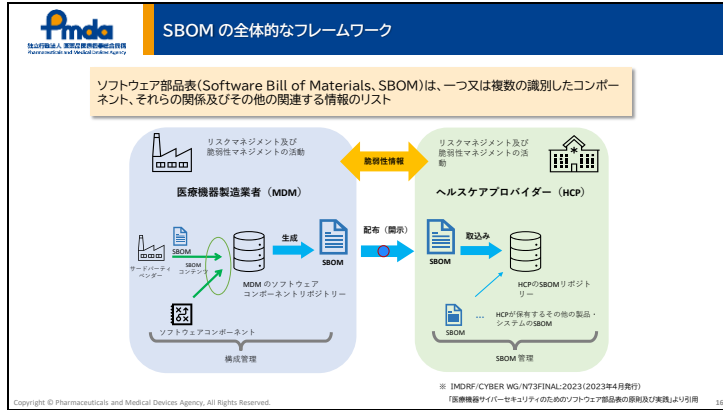 Pmda
独立行政法人 医薬品医療機器総合機構
Pharmaceuticals and Medical Devices Agency
SBOM の全体的なフレームワーク
ソフトウェア部品表(Software Bill of Materials、SBOM)は、一つ又は複数の識別したコンポー
ネント、それらの関係及びその他の関連する情報のリスト
リスクマネジメント及び
脆弱性マネジメントの活動
医療機器製造業者（MDM）
脆弱性情報
リスクマネジメント及び
脆弱性マネジメントの活
動
ヘルスケアプロバイダー（HCP）
SBOM
サードパーティ
ベンダー
SBOM
コンテンツ
生成
SBOM
MDM のソフトウェア
コンポーネントリポジトリー
ソフトウェアコンポーネント
構成管理
配布（開示）
SBOM
取込み
HCPのSBOMリポジト
リー
SBOM
… HCPが保有するその他の製品・
システムのSBOM
SBOM 管理
※ IMDRF/CYBER WG/N73FINAL:2023(2023年4月発行)
「医療機器サイバーセキュリティのためのソフトウェア部品表の原則及び実践」より引用
Copyright © Pharmaceuticals and Medical Devices Agency, All Rights Reserved.
16